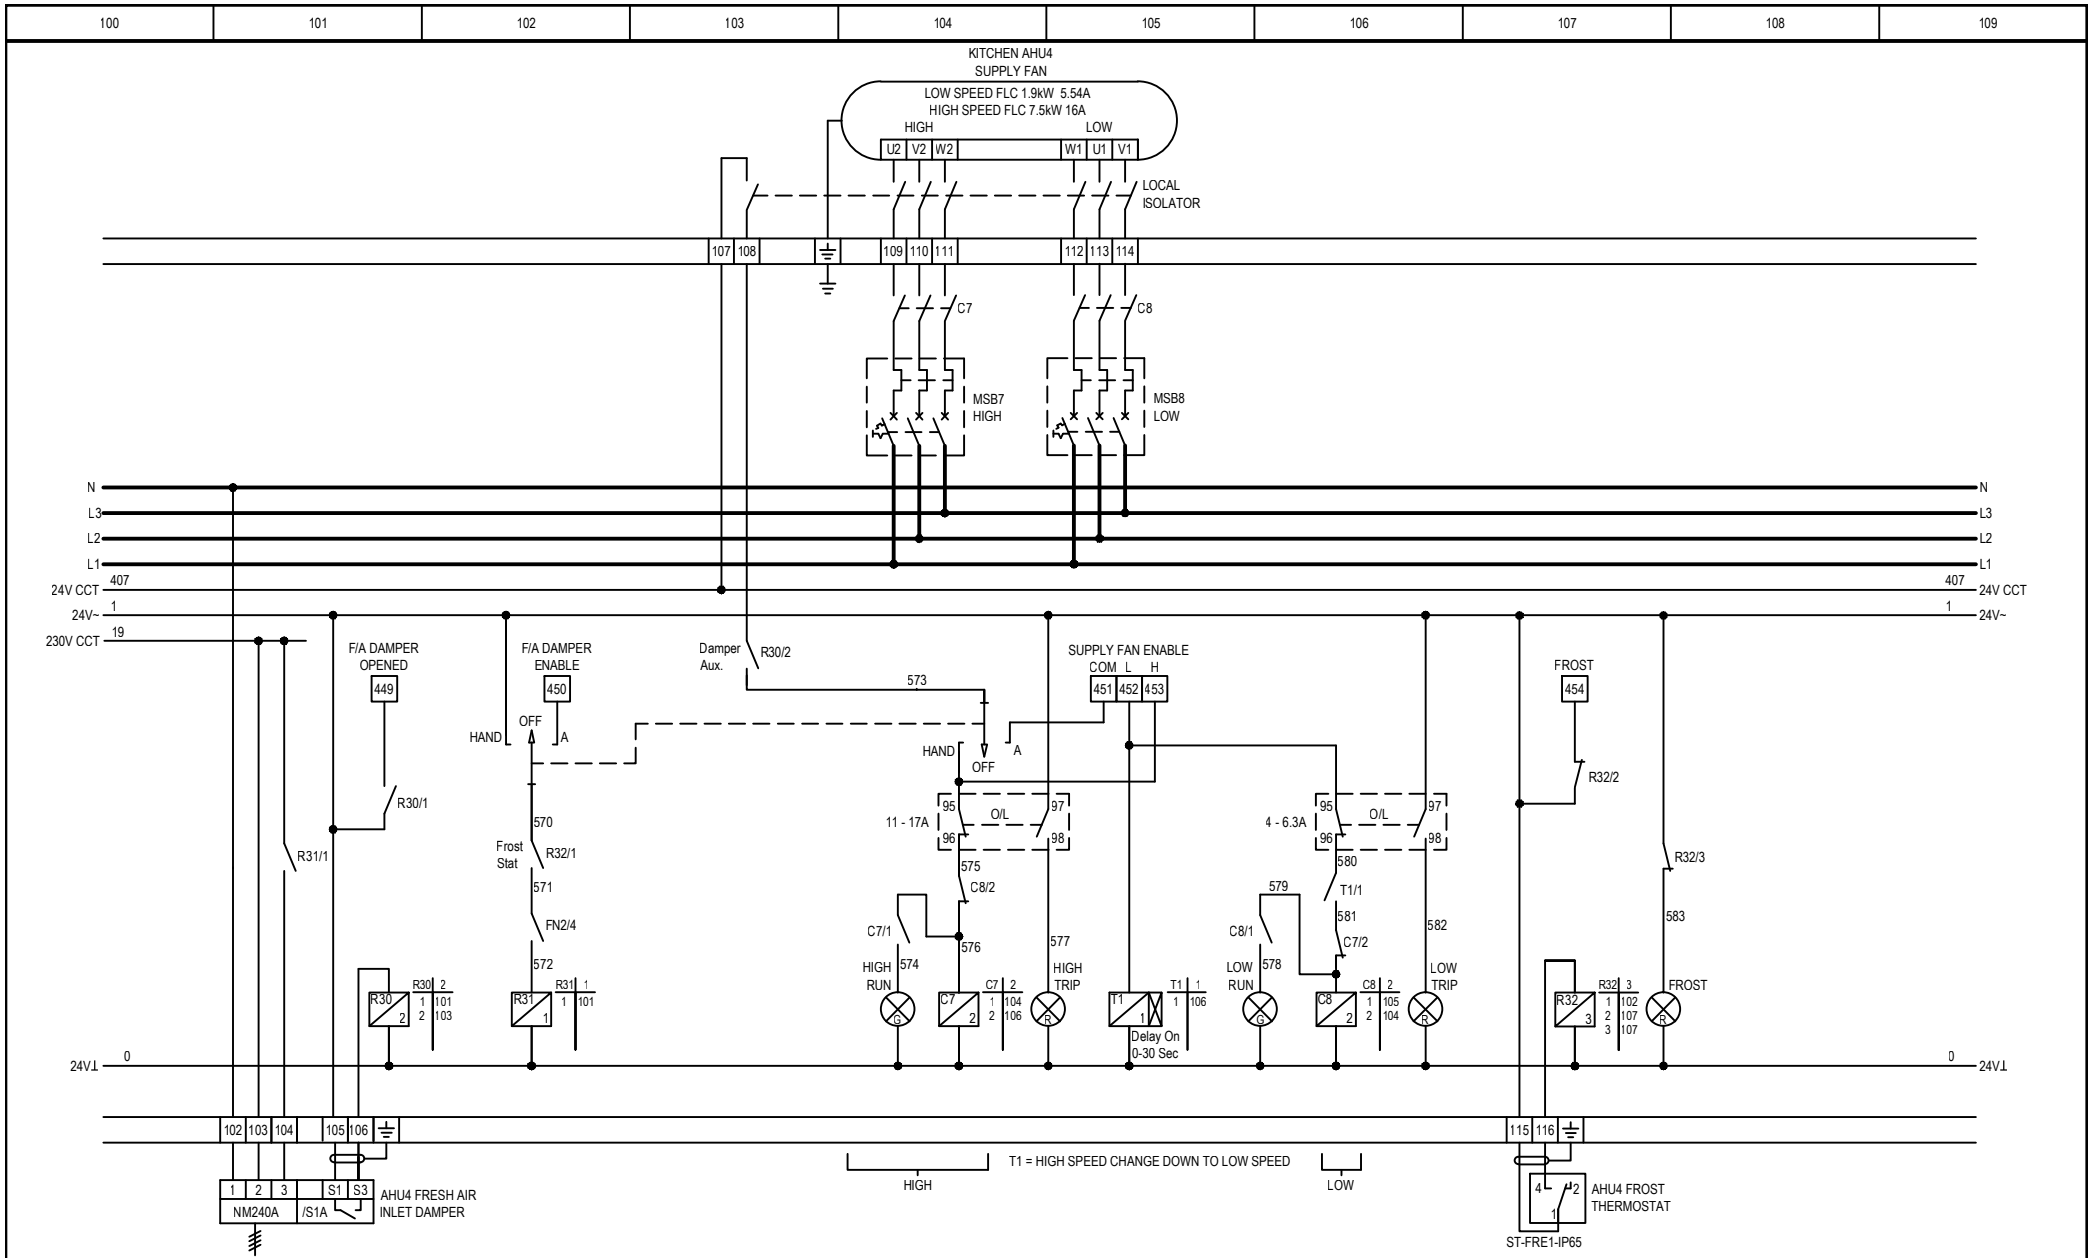 100 101 102 103 104 105 106 107 108 109
KITCHEN AHU4
SUPPLY FAN
LOW SPEED FLC 1.9kW 5.54A
HIGH SPEED FLC 7.5kW 16A
HIGH LOW
U2 V2 W2 W1 U1 V1
LOCAL
ISOLATOR
107 108 109 110 111 112 113 114
C7 C8
MSB7
HIGH
MSB8
LOW
N N
L3 L3
L2 L2
L1 L1
24V CCT 407 407 24V CCT
24V~ 1 1 24V~
230V CCT 19
F/A DAMPER
OPENED
449
F/A DAMPER
ENABLE
450
Damper
Aux.
R30/2
573
SUPPLY FAN ENABLE
COM L H
451 452 453
FROST
454
HAND OFF A
HAND OFF A
R30/1
R31/1
570
Frost
Stat
R32/1
571
FN2/4
572
11 - 17A
95 96 O/L 97 98
4 - 6.3A
95 96 O/L 97 98
R32/2
R32/3
575
C8/2
C7/1
576
574
577
580
T1/1
579
581
C8/1
C7/2
578
582
583
HIGH
RUN
HIGH
TRIP
LOW
RUN
LOW
TRIP
FROST
R30 2
R30 2
1 101
2 103
R31 1
R31 1
1 101
G
C7 2
C7 2
1 104
2 106
R
T1 1
T1 1
1 106
Delay On
0-30 Sec
G
C8 2
C8 2
1 105
2 104
R
R32 3
R32 3
1 102
2 107
3 107
R
24V⊥ 0 0 24V⊥
102 103 104 105 106 115 116
T1 = HIGH SPEED CHANGE DOWN TO LOW SPEED
HIGH LOW
1 2 3 S1 S3
NM240A /S1A
AHU4 FRESH AIR
INLET DAMPER
4 2
1
AHU4 FROST
THERMOSTAT
ST-FRE1-IP65